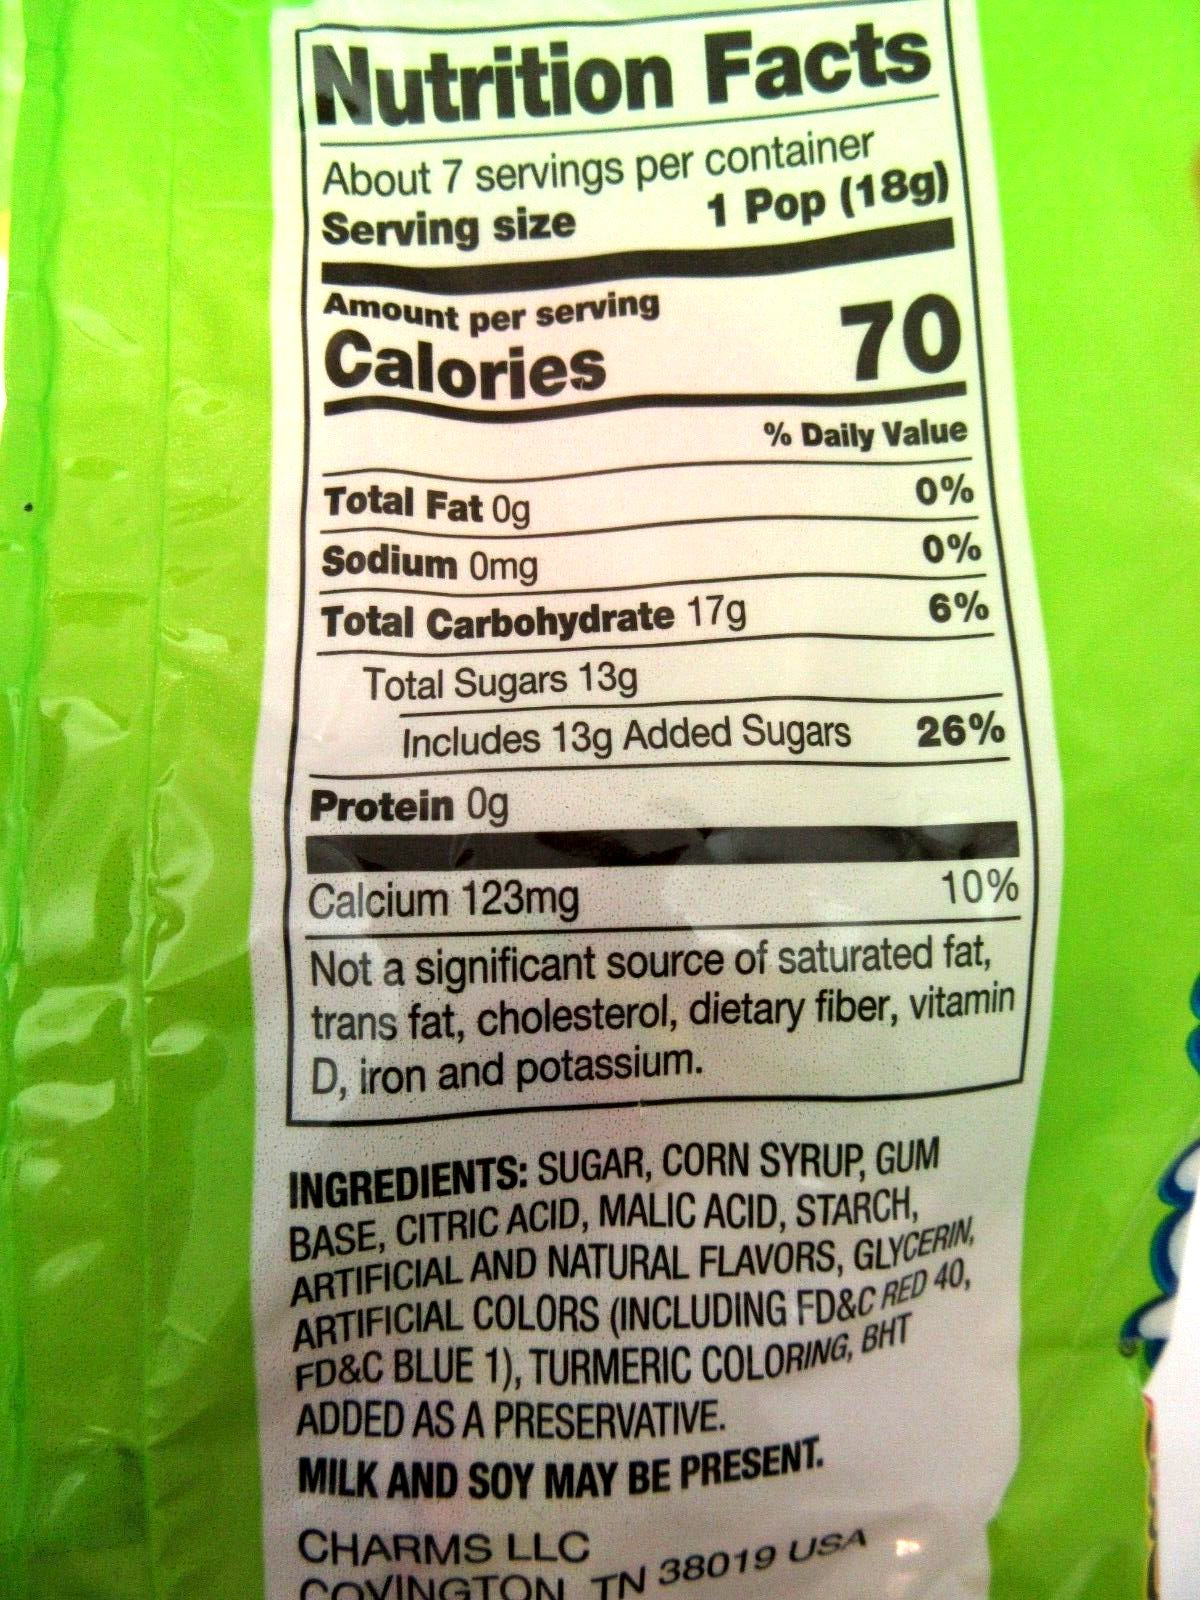 Nutrition Facts
About 7 servings per container
Serving size 1 Pop (18g)
Amount per serving
Calories 70
% Daily Value
Total Fat 0g 0%
Sodium 0mg 0%
Total Carbohydrate 17g 6%
Total Sugars 13g
Includes 13g Added Sugars 26%
Protein 0g
Calcium 123mg 10%
Not a significant source of saturated fat,
trans fat, cholesterol, dietary fiber, vitamin
D, iron and potassium.
INGREDIENTS: SUGAR, CORN SYRUP, GUM
BASE, CITRIC ACID, MALIC ACID, STARCH,
ARTIFICIAL AND NATURAL FLAVORS, GLYCERIN,
ARTIFICIAL COLORS (INCLUDING FD&C RED 40,
FD&C BLUE 1), TURMERIC COLORING, BHT
ADDED AS A PRESERVATIVE.
MILK AND SOY MAY BE PRESENT.
CHARMS LLC
COVINGTON, TN 38019 USA